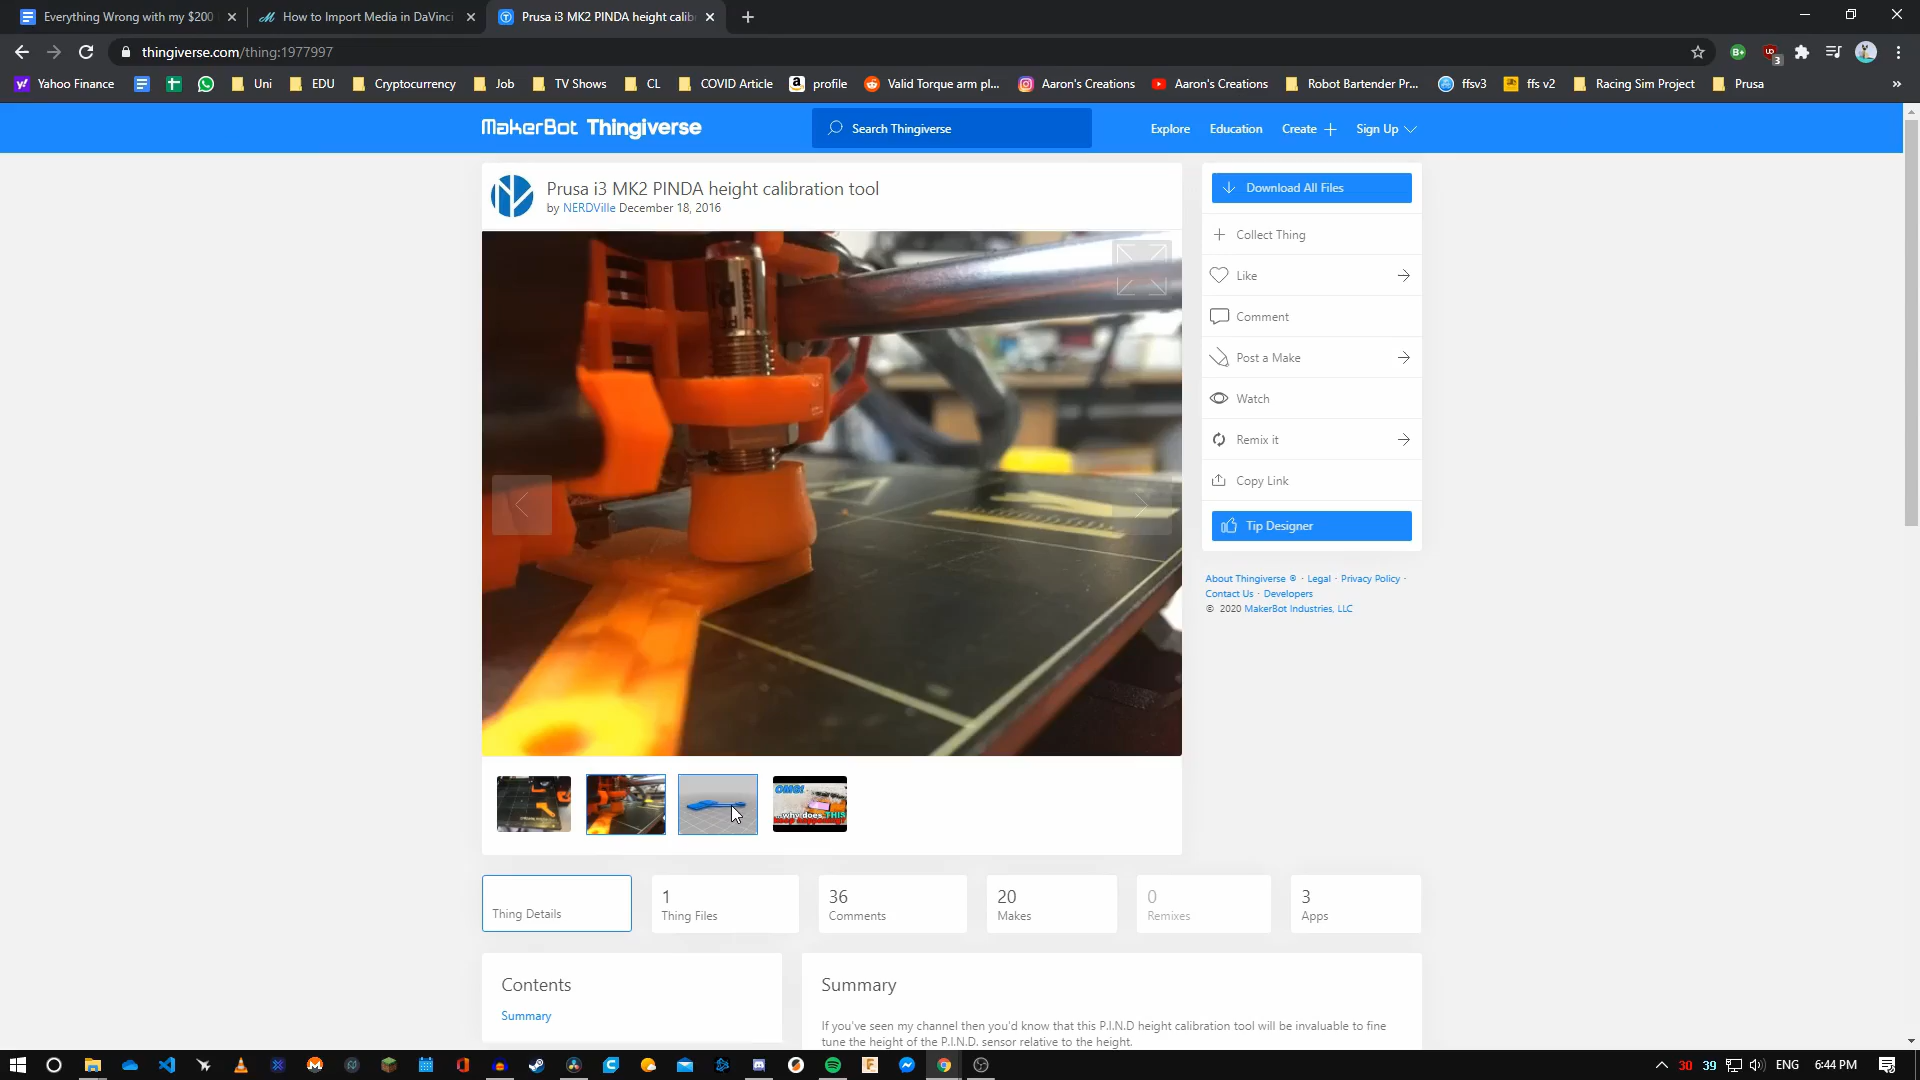 Everything Wrong with my $200
How to Import Media in DaVinci
Prusa i3 MK2 PINDA height calib
thingiverse.com/thing:1977997
3
Yahoo Finance
Uni
EDU
Cryptocurrency
Job
TV Shows
CL
COVID Article
profile
Valid Torque arm pl...
Aaron's Creations
Aaron's Creations
Robot Bartender Pr...
ffsv3
ffs v2
Racing Sim Project
Prusa
»
MakerBot Thingiverse
Search Thingiverse
Explore
Education
Create
Sign Up
Prusa i3 MK2 PINDA height calibration tool
by NERDVille December 18, 2016
Download All Files
Collect Thing
Like
Comment
Post a Make
Watch
Remix it
Copy Link
Tip Designer
About Thingiverse ® · Legal · Privacy Policy ·
Contact Us · Developers
© 2020 MakerBot Industries, LLC
OMG!
...why does THIS
Thing Details
1
Thing Files
36
Comments
20
Makes
0
Remixes
3
Apps
Contents
Summary
Summary
If you've seen my channel then you'd know that this P.I.N.D height calibration tool will be invaluable to fine
tune the height of the P.I.N.D. sensor relative to the height.
30
39
ENG
6:44 PM